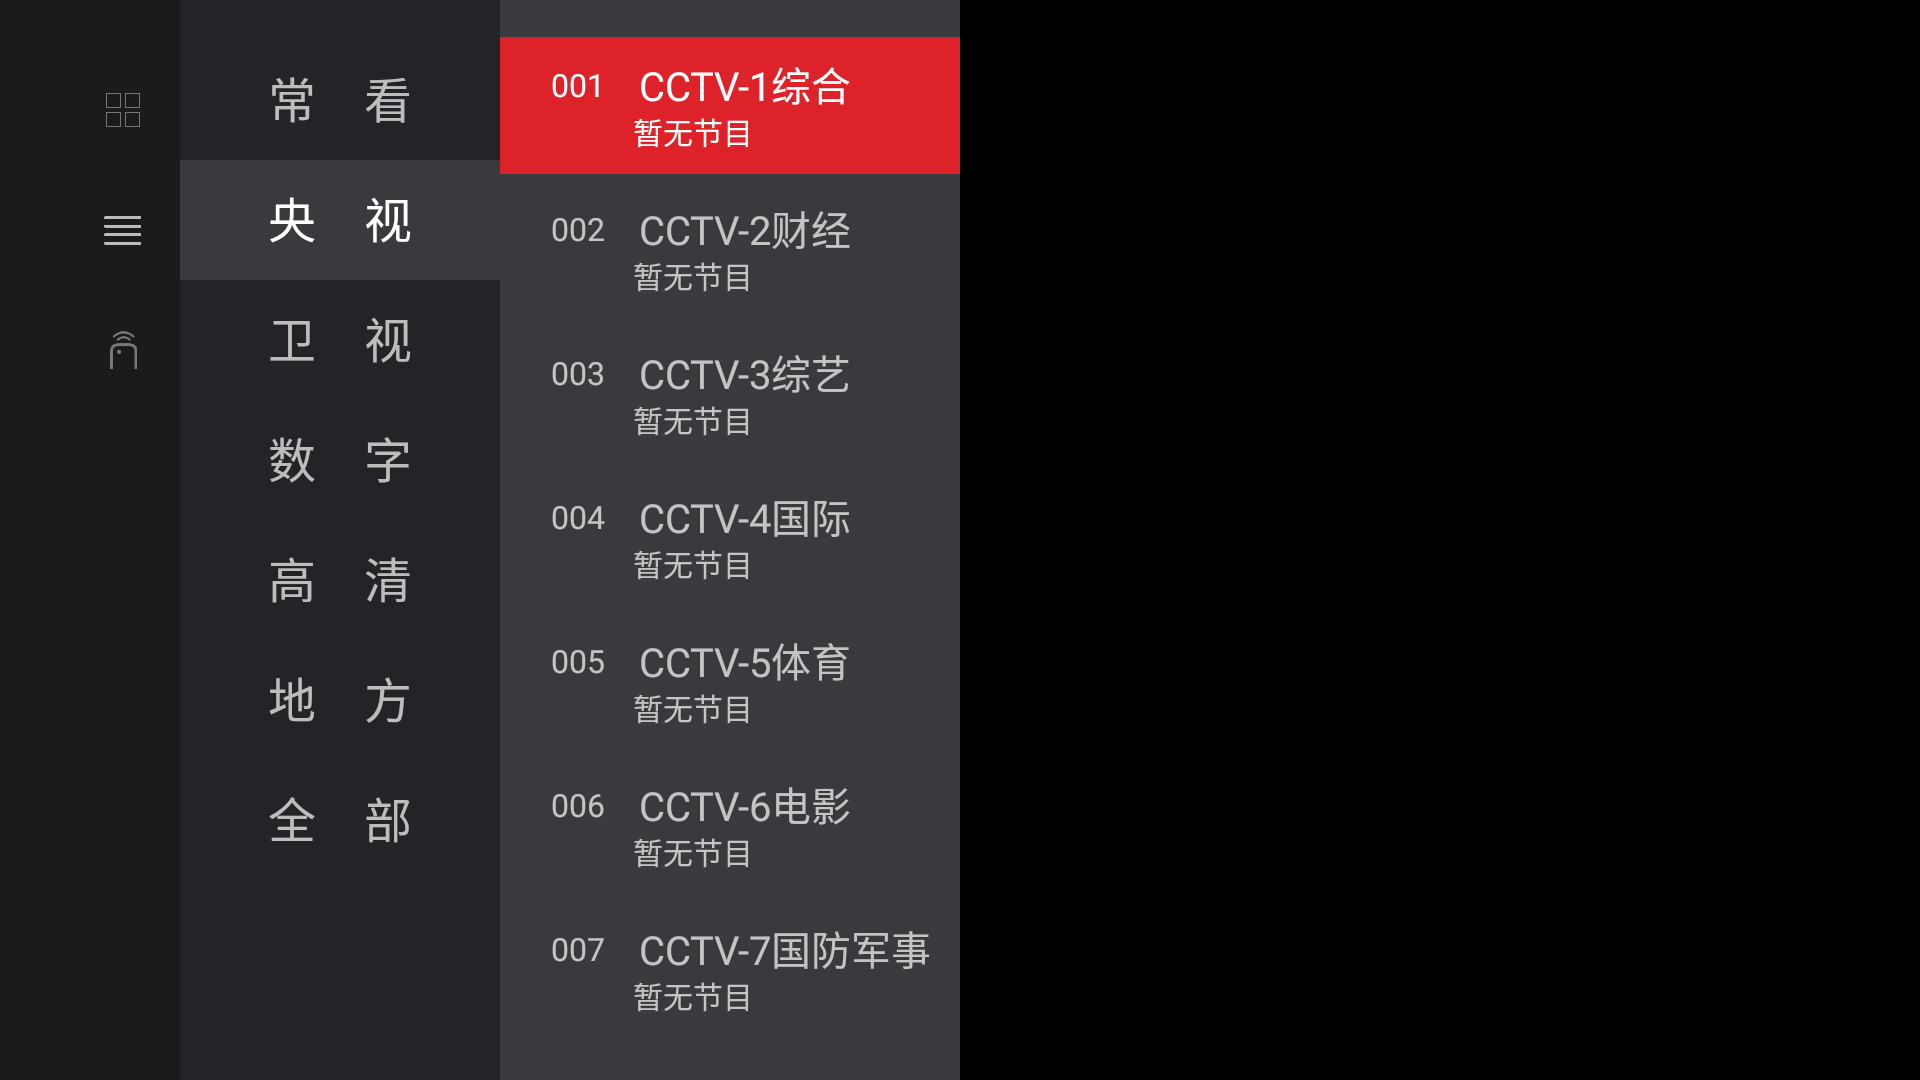 常 看
央 视
卫 视
数 字
高 清
地 方
全 部
001 CCTV-1综合
暂无节目
002 CCTV-2财经
暂无节目
003 CCTV-3综艺
暂无节目
004 CCTV-4国际
暂无节目
005 CCTV-5体育
暂无节目
006 CCTV-6电影
暂无节目
007 CCTV-7国防军事
暂无节目